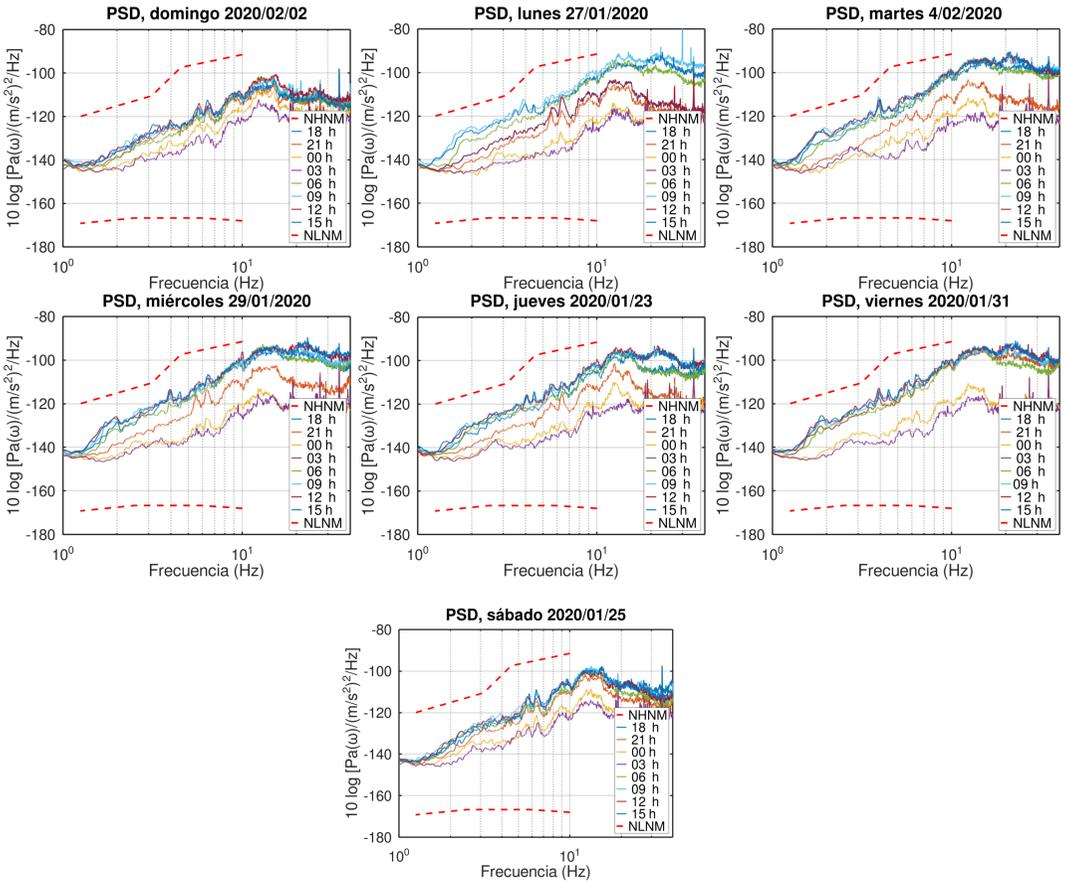 PSD, domingo 2020/02/02
-80
-100
-120
-140
-160
-180
10 log [Pa(ω)/(m/s²)²/Hz]
10⁰
10¹
Frecuencia (Hz)
NHNM
18 h
21 h
00 h
03 h
06 h
09 h
12 h
15 h
NLNM
PSD, lunes 27/01/2020
-80
-100
-120
-140
-160
-180
10 log [Pa(ω)/(m/s²)²/Hz]
10⁰
10¹
Frecuencia (Hz)
NHNM
18 h
21 h
00 h
03 h
06 h
09 h
12 h
15 h
NLNM
PSD, martes 4/02/2020
-80
-100
-120
-140
-160
-180
10 log [Pa(ω)/(m/s²)²/Hz]
10⁰
10¹
Frecuencia (Hz)
NHNM
18 h
21 h
00 h
03 h
06 h
09 h
12 h
15 h
NLNM
PSD, miércoles 29/01/2020
-80
-100
-120
-140
-160
-180
10 log [Pa(ω)/(m/s²)²/Hz]
10⁰
10¹
Frecuencia (Hz)
NHNM
18 h
21 h
00 h
03 h
06 h
09 h
12 h
15 h
NLNM
PSD, jueves 2020/01/23
-80
-100
-120
-140
-160
-180
10 log [Pa(ω)/(m/s²)²/Hz]
10⁰
10¹
Frecuencia (Hz)
NHNM
18 h
21 h
00 h
03 h
06 h
09 h
12 h
15 h
NLNM
PSD, viernes 2020/01/31
-80
-100
-120
-140
-160
-180
10 log [Pa(ω)/(m/s²)²/Hz]
10⁰
10¹
Frecuencia (Hz)
NHNM
18 h
21 h
00 h
03 h
06 h
09 h
12 h
15 h
NLNM
PSD, sábado 2020/01/25
-80
-100
-120
-140
-160
-180
10 log [Pa(ω)/(m/s²)²/Hz]
10⁰
10¹
Frecuencia (Hz)
NHNM
18 h
21 h
00 h
03 h
06 h
09 h
12 h
15 h
NLNM